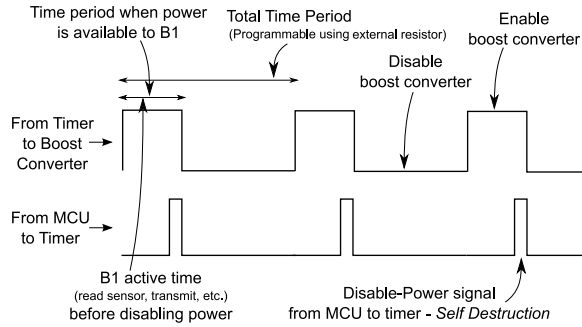 Time period when power
is available to B1
Total Time Period
(Programmable using external resistor)
Enable
boost converter
Disable
boost converter
From Timer
to Boost
Converter
From MCU
to Timer
B1 active time
(read sensor, transmit, etc.)
before disabling power
Disable-Power signal
from MCU to timer - Self Destruction